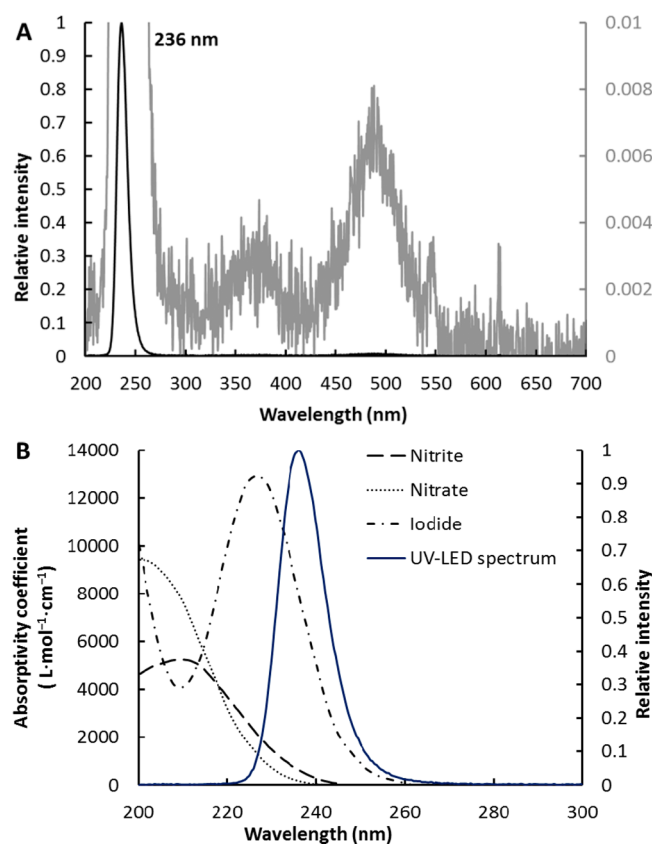 A
236 nm
1
0.9
0.8
0.7
0.6
0.5
0.4
0.3
0.2
0.1
0
Relative intensity
0.01
0.008
0.006
0.004
0.002
0
200 250 300 350 400 450 500 550 600 650 700
Wavelength (nm)
B
14000
12000
10000
8000
6000
4000
2000
0
Absorptivity coefficient
( L·mol⁻¹·cm⁻¹)
Nitrite
Nitrate
Iodide
UV-LED spectrum
1
0.9
0.8
0.7
0.6
0.5
0.4
0.3
0.2
0.1
0
Relative intensity
200 220 240 260 280 300
Wavelength (nm)